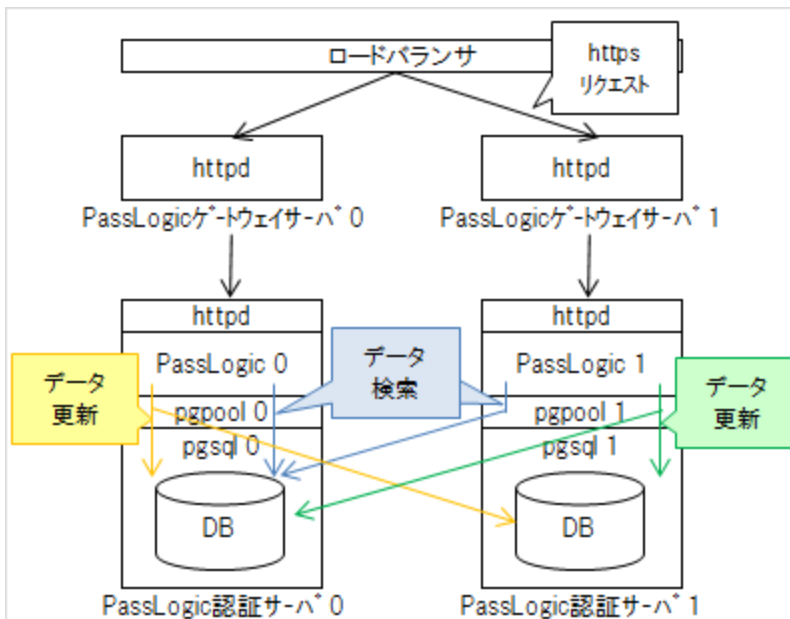 ロードバランサ
https
リクエスト
httpd
httpd
PassLogicｹﾞｰﾄｳｪｲｻｰﾊﾞ0
PassLogicｹﾞｰﾄｳｪｲｻｰﾊﾞ1
httpd
httpd
PassLogic 0
PassLogic 1
データ
検索
データ
更新
データ
更新
pgpool 0
pgpool 1
pgsql 0
pgsql 1
DB
DB
PassLogic認証ｻｰﾊﾞ0
PassLogic認証ｻｰﾊﾞ1